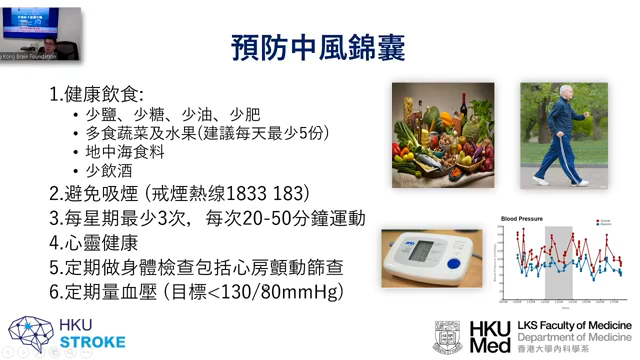 預防中風錦囊
1.健康飲食:
• 少鹽、少糖、少油、少肥
• 多食蔬菜及水果(建議每天最少5份)
• 地中海食料
• 少飲酒
2.避免吸煙 (戒煙熱線1833 183)
3.每星期最少3次，每次20-50分鐘運動
4.心靈健康
5.定期做身體檢查包括心房顫動篩查
6.定期量血壓 (目標<130/80mmHg)
Blood Pressure
HKU
STROKE
HKU
Med
LKS Faculty of Medicine
Department of Medicine
香港大學內科學系
Kong Brain Foundation